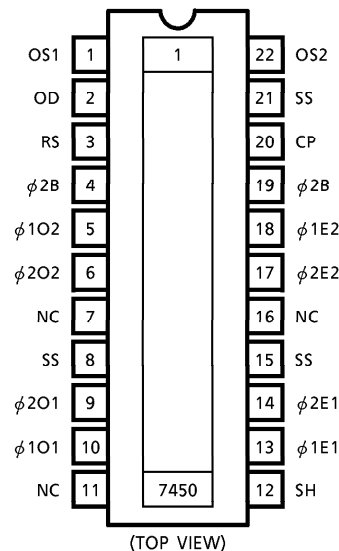 OS1 1 1 22 OS2
OD 2 21 SS
RS 3 20 CP
ϕ2B 4 19 ϕ2B
ϕ1O2 5 18 ϕ1E2
ϕ2O2 6 17 ϕ2E2
NC 7 16 NC
SS 8 15 SS
ϕ2O1 9 14 ϕ2E1
ϕ1O1 10 13 ϕ1E1
NC 11 7450 12 SH
(TOP VIEW)